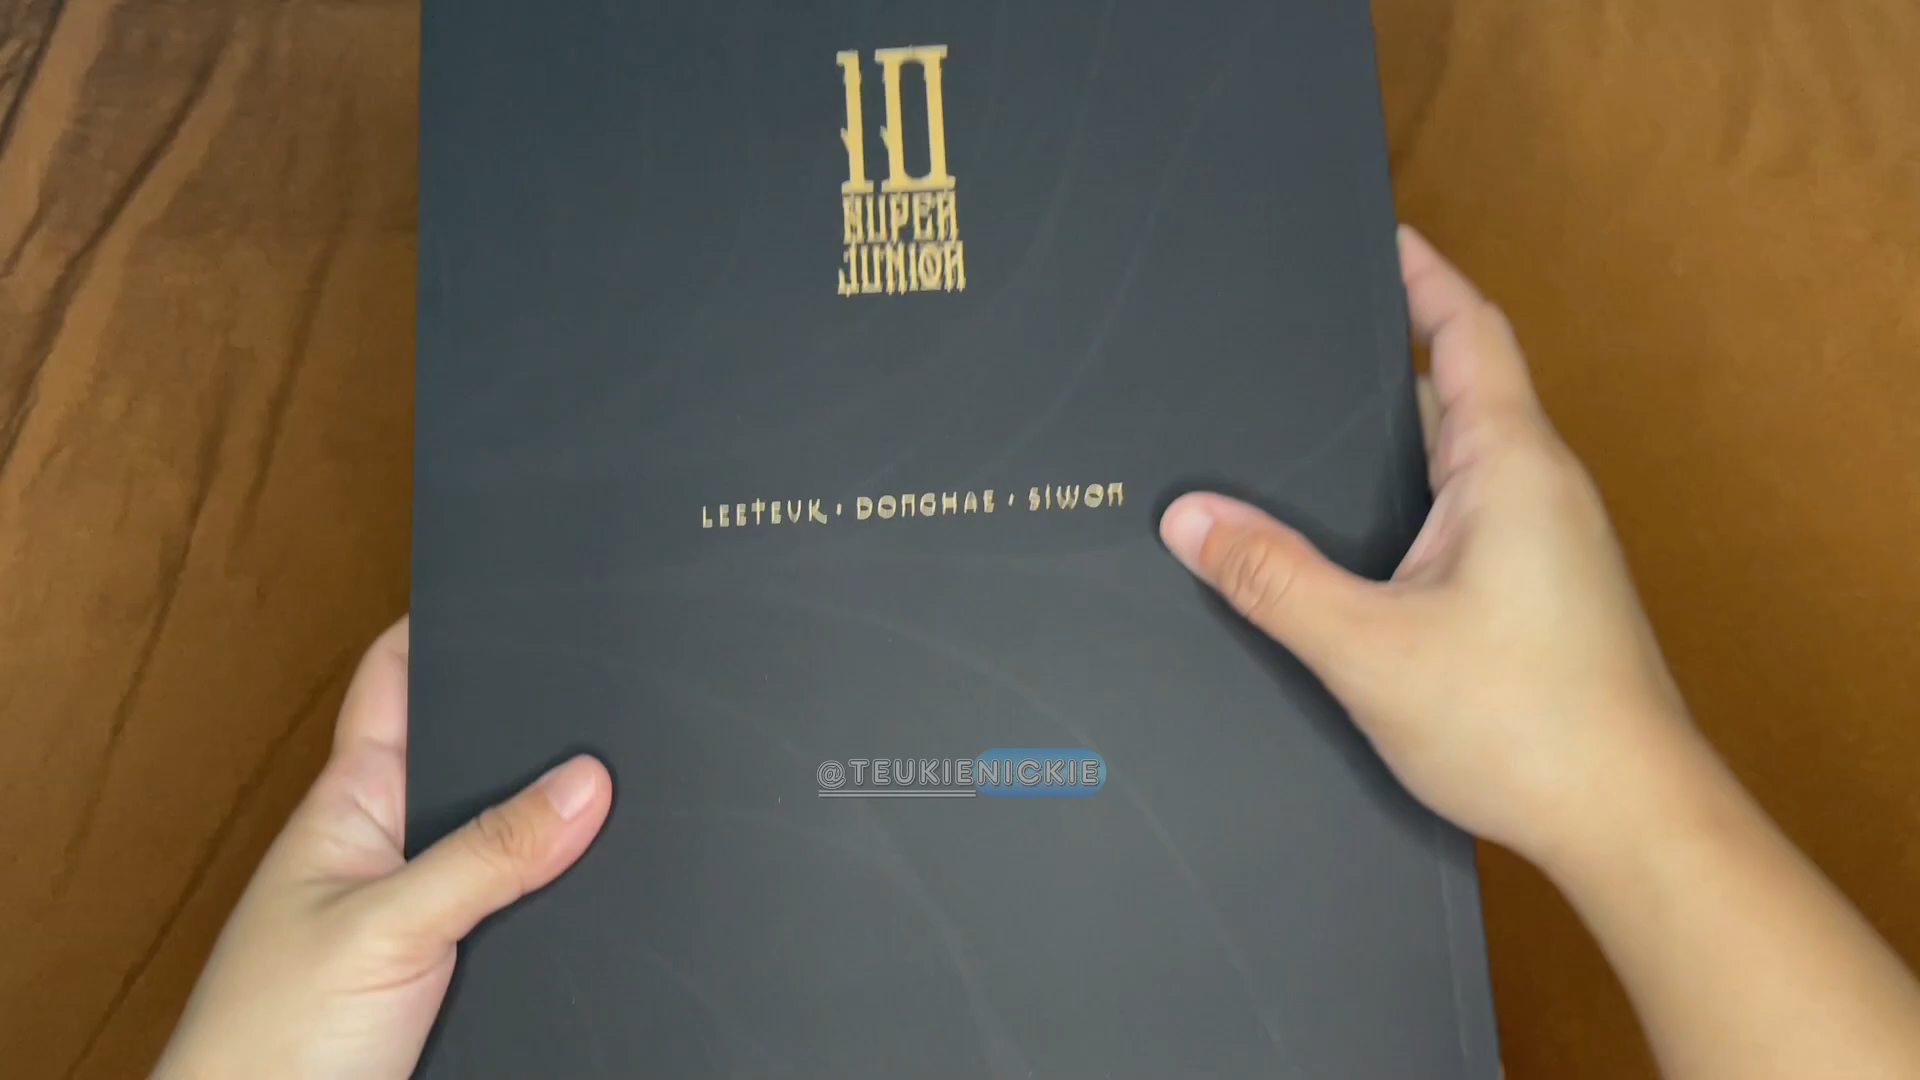 10
SUPER
JUNIOR
LEETEUK · DONGHAE · SIWON
@TEUKIENICKIE